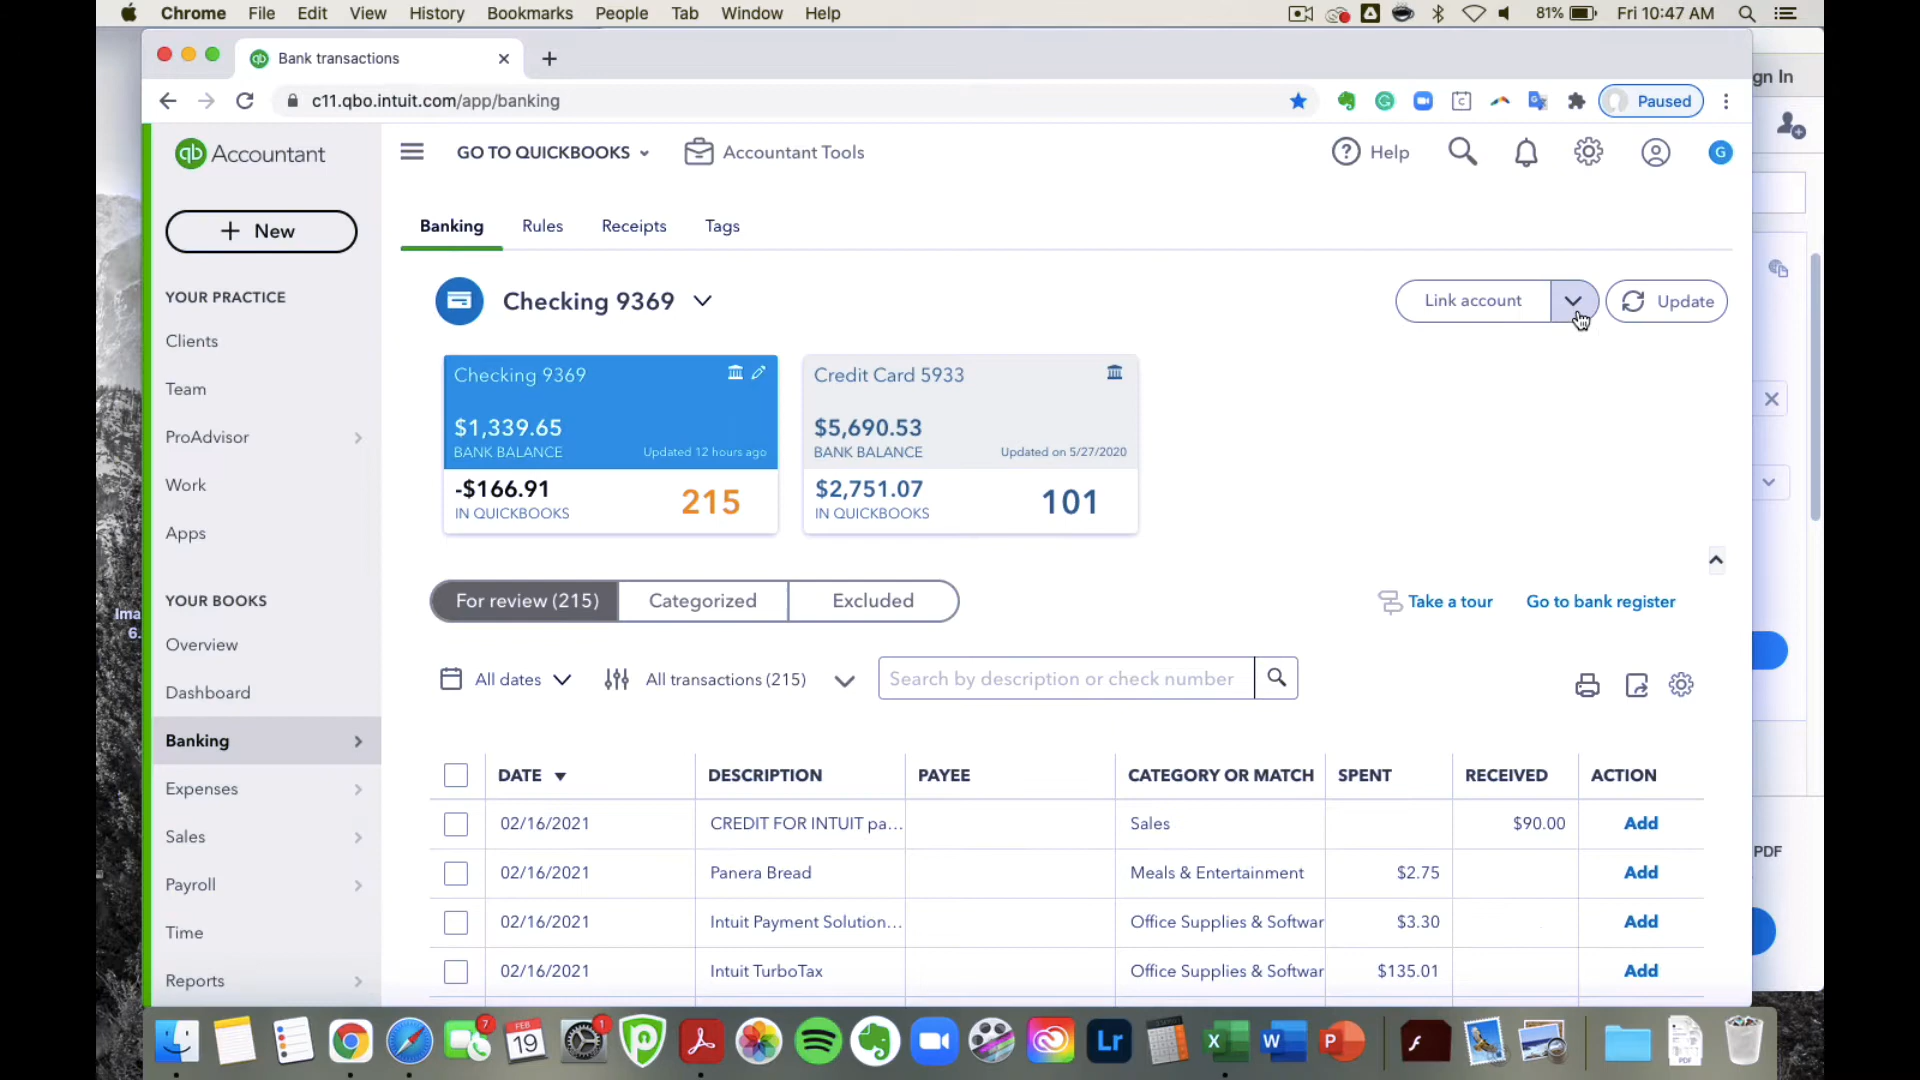 Chrome File Edit View History Bookmarks People Tab Window Help 81% Fri 10:47 AM
Bank transactions
gn In
c11.qbo.intuit.com/app/banking Paused
qb Accountant GO TO QUICKBOOKS Accountant Tools Help G
+ New
Banking Rules Receipts Tags
YOUR PRACTICE
Clients
Team
ProAdvisor
Work
Apps
YOUR BOOKS
Overview
Dashboard
Banking
Expenses
Sales
Payroll
Time
Reports
Checking 9369 Link account Update
Checking 9369
$1,339.65
BANK BALANCE Updated 12 hours ago
-$166.91
IN QUICKBOOKS 215
Credit Card 5933
$5,690.53
BANK BALANCE Updated on 5/27/2020
$2,751.07
IN QUICKBOOKS 101
For review (215) Categorized Excluded Take a tour Go to bank register
All dates All transactions (215) Search by description or check number
DATE DESCRIPTION PAYEE CATEGORY OR MATCH SPENT RECEIVED ACTION
02/16/2021 CREDIT FOR INTUIT pa... Sales $90.00 Add
02/16/2021 Panera Bread Meals & Entertainment $2.75 Add
02/16/2021 Intuit Payment Solution... Office Supplies & Softwar $3.30 Add
02/16/2021 Intuit TurboTax Office Supplies & Softwar $135.01 Add
Ima
6.
PDF
7 FEB 19 1 Lr X W P PDF